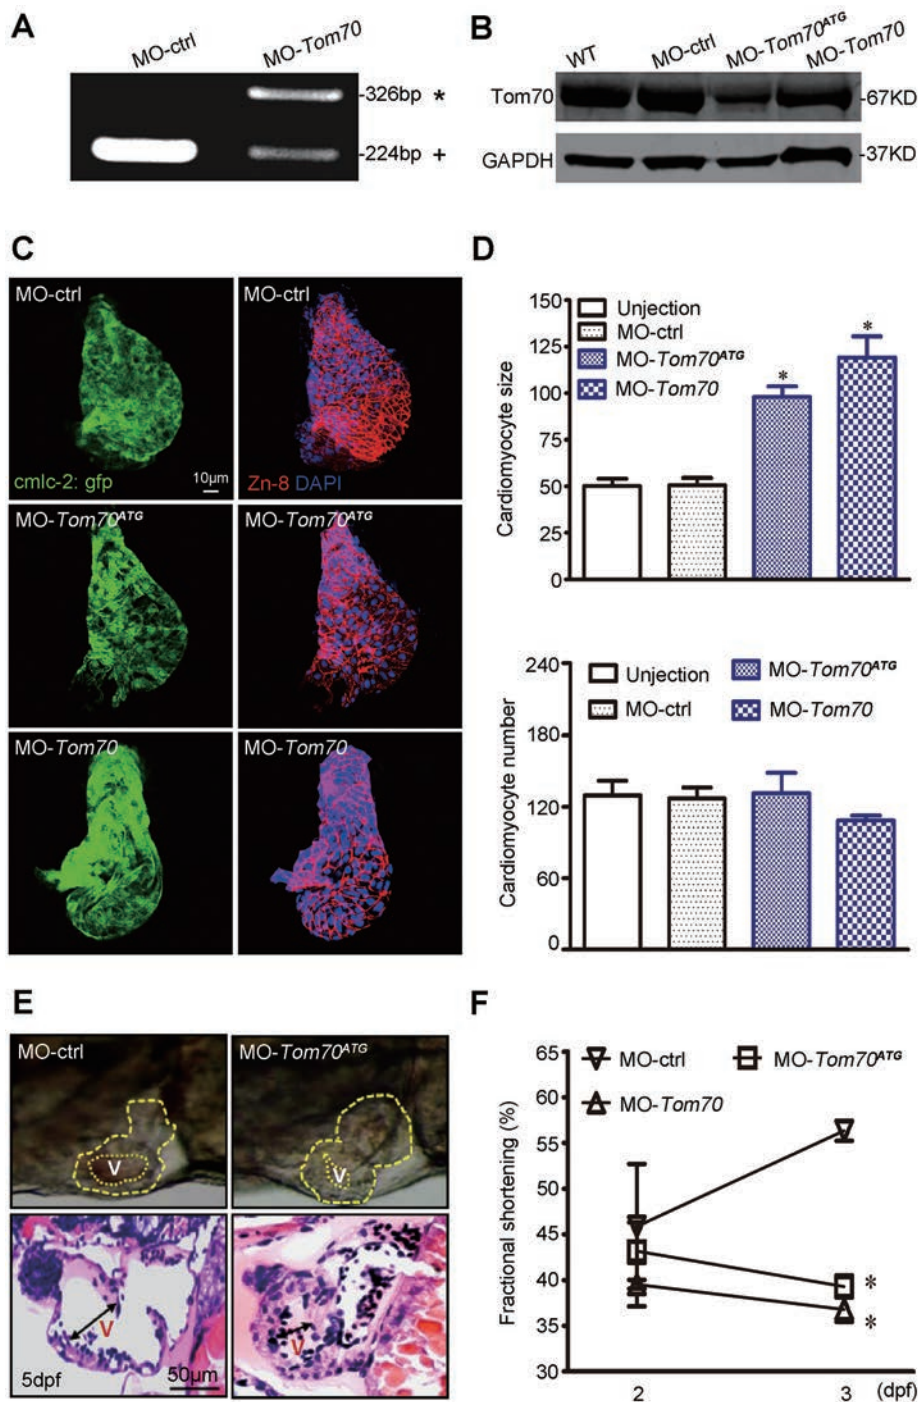 A
MO-ctrl
MO-Tom70
-326bp *
-224bp +
B
WT
MO-ctrl
MO-Tom70ATG
MO-Tom70
Tom70
-67KD
GAPDH
-37KD
C
MO-ctrl
cmlc-2: gfp
10μm
MO-ctrl
Zn-8 DAPI
MO-Tom70ATG
MO-Tom70ATG
MO-Tom70
MO-Tom70
D
Cardiomyocyte size
150
125
100
75
50
25
0
Unjection
MO-ctrl
MO-Tom70ATG
MO-Tom70
*
*
Cardiomyocyte number
240
180
120
60
0
Unjection
MO-ctrl
MO-Tom70ATG
MO-Tom70
E
MO-ctrl
V
MO-Tom70ATG
V
V
5dpf
50μm
V
F
Fractional shortening (%)
65
60
55
50
45
40
35
30
MO-ctrl
MO-Tom70ATG
MO-Tom70
*
*
2
3
(dpf)